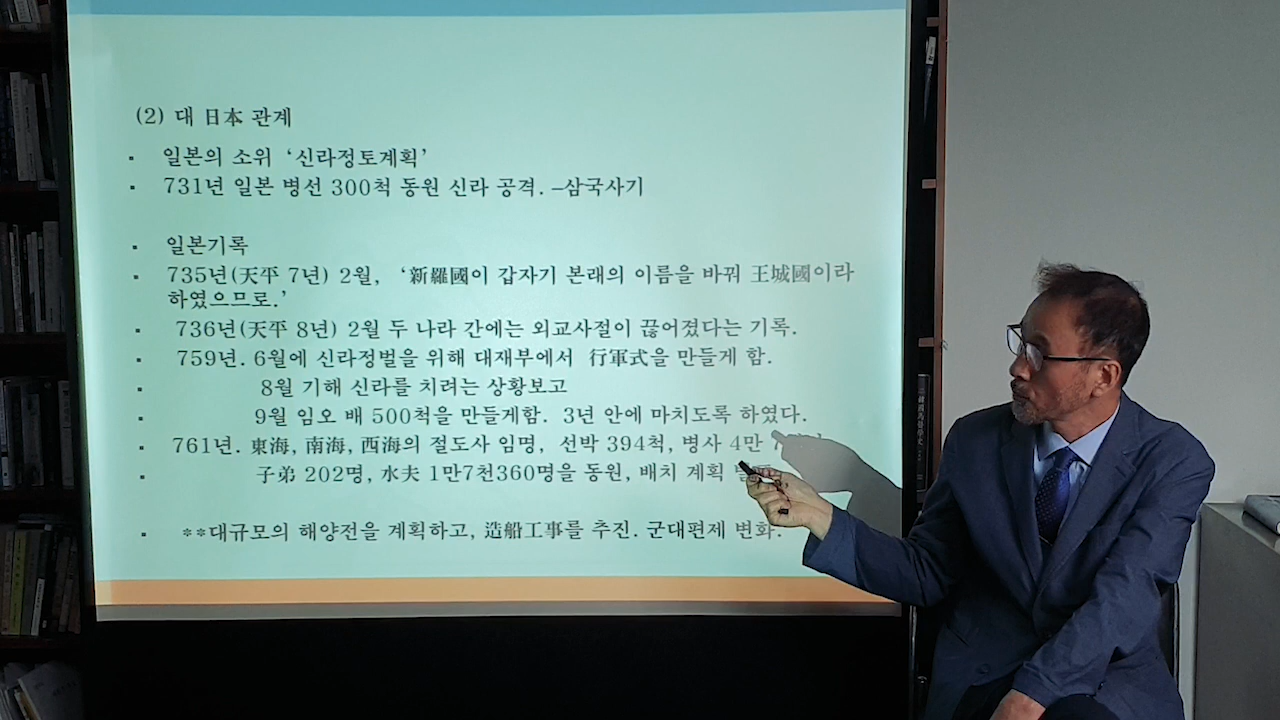 (2) 대 日本 관계
▪ 일본의 소위 ‘신라정토계획’
▪ 731년 일본 병선 300척 동원 신라 공격. –삼국사기
▪ 일본기록
▪ 735년(天平 7년) 2월, ‘新羅國이 갑자기 본래의 이름을 바꿔 王城國이라
하였으므로.’
▪ 736년(天平 8년) 2월 두 나라 간에는 외교사절이 끊어졌다는 기록.
▪ 759년. 6월에 신라정벌을 위해 대재부에서 行軍式을 만들게 함.
▪ 8월 기해 신라를 치려는 상황보고
▪ 9월 임오 배 500척을 만들게함. 3년 안에 마치도록 하였다.
▪ 761년. 東海, 南海, 西海의 절도사 임명, 선박 394척, 병사 4만
▪ 子弟 202명, 水夫 1만7천360명을 동원, 배치 계획
▪ **대규모의 해양전을 계획하고, 造船工事를 추진. 군대편제 변화.